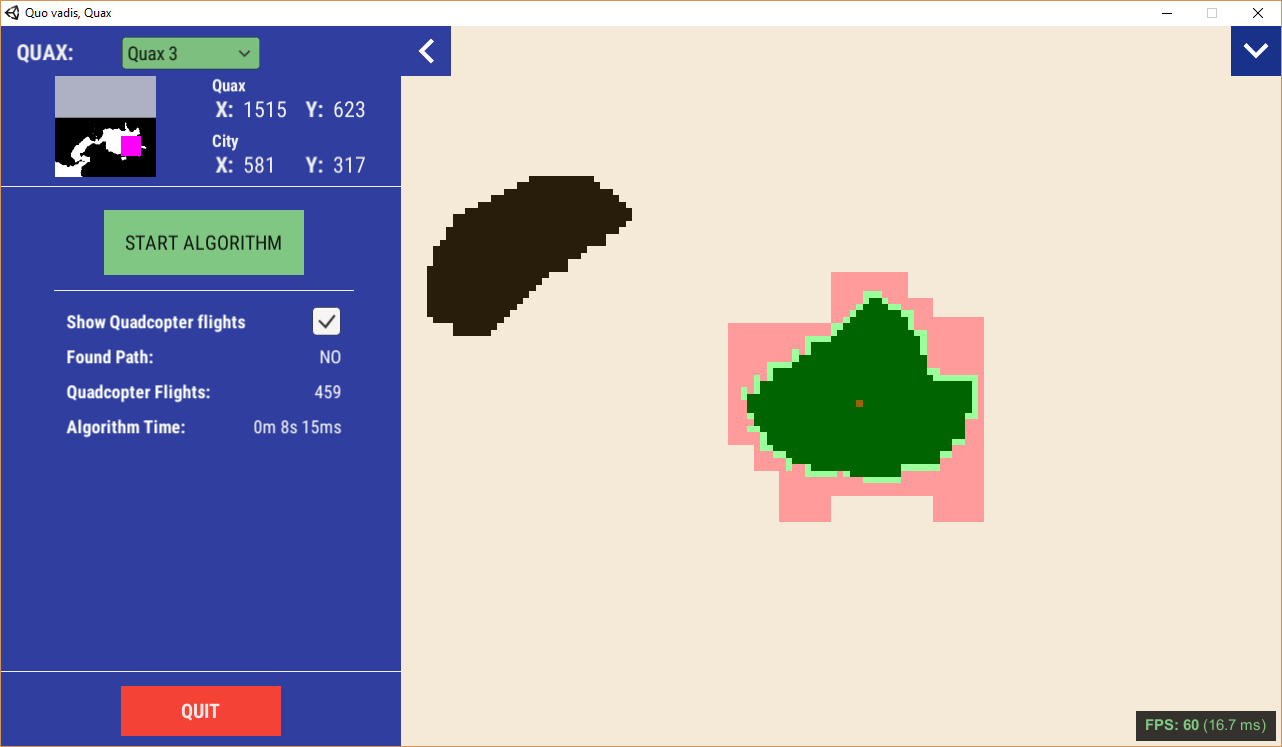 Quo vadis, Quax
QUAX: Quax 3
Quax
X: 1515 Y: 623
City
X: 581 Y: 317
START ALGORITHM
Show Quadcopter flights
Found Path: NO
Quadcopter Flights: 459
Algorithm Time: 0m 8s 15ms
QUIT
FPS: 60 (16.7 ms)